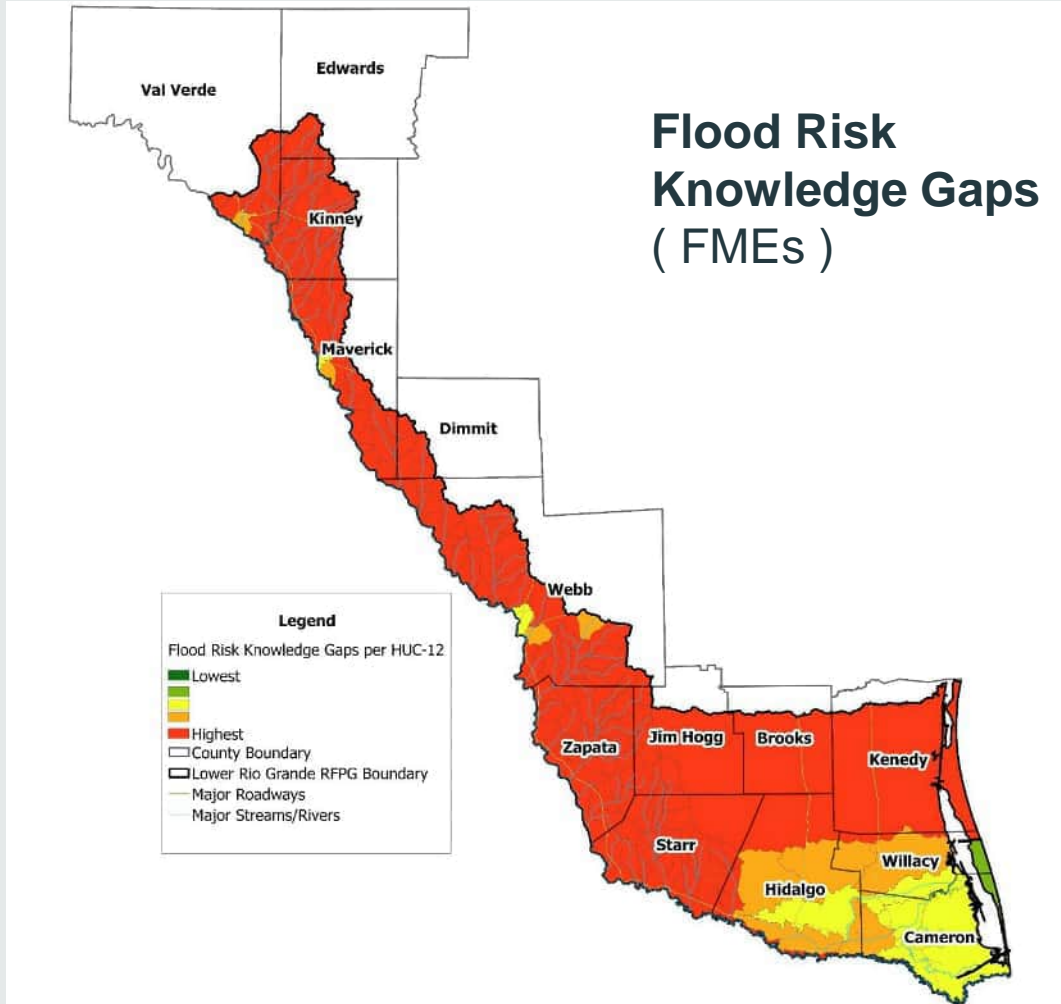 Flood Risk
Knowledge Gaps
( FMEs )
Val Verde
Edwards
Kinney
Maverick
Dimmit
Webb
Zapata
Jim Hogg
Brooks
Kenedy
Starr
Hidalgo
Willacy
Cameron
Legend
Flood Risk Knowledge Gaps per HUC-12
Lowest
Highest
County Boundary
Lower Rio Grande RFPG Boundary
Major Roadways
Major Streams/Rivers